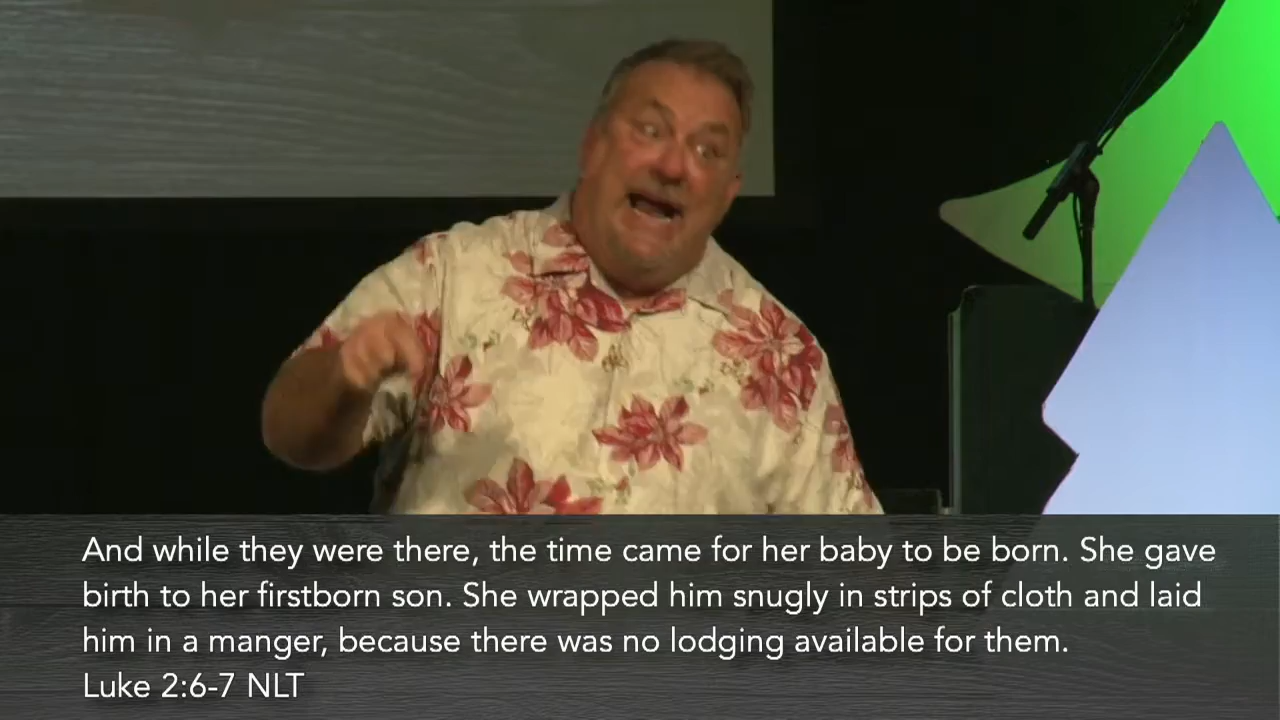 And while they were there, the time came for her baby to be born. She gave
birth to her firstborn son. She wrapped him snugly in strips of cloth and laid
him in a manger, because there was no lodging available for them.
Luke 2:6-7 NLT